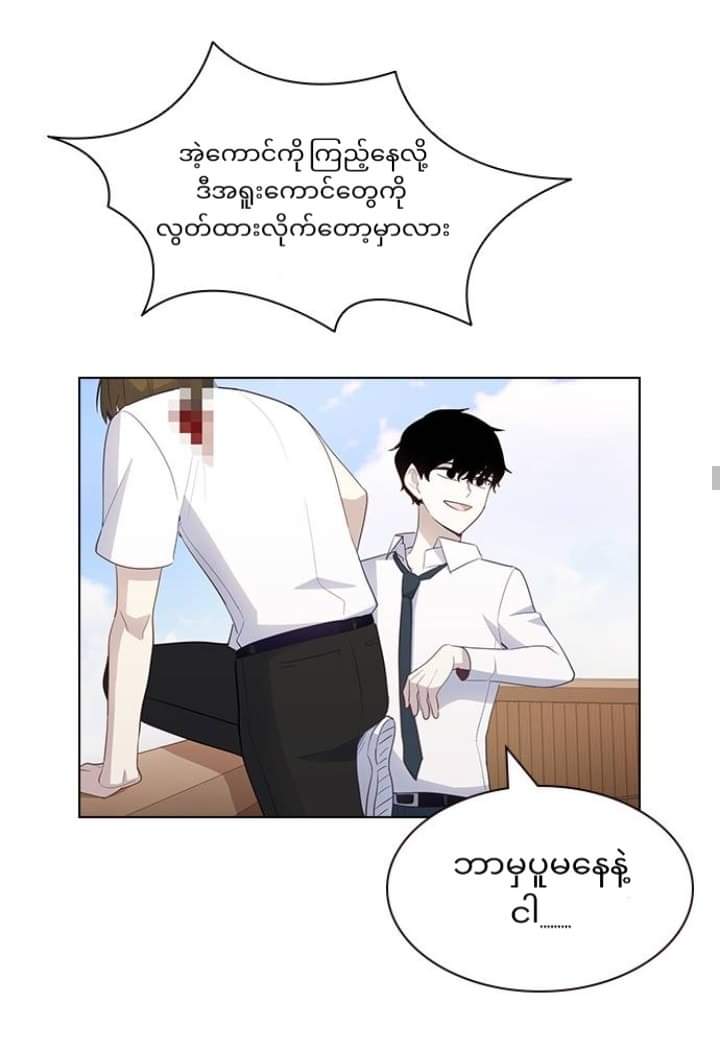 အဲ့ကောင်ကို ကြည့်နေလို့
ဒီအရူးကောင်တွေကို
လွတ်ထားလိုက်တော့မှာလား
ဘာမှပူမနေနဲ့
ငါ.........